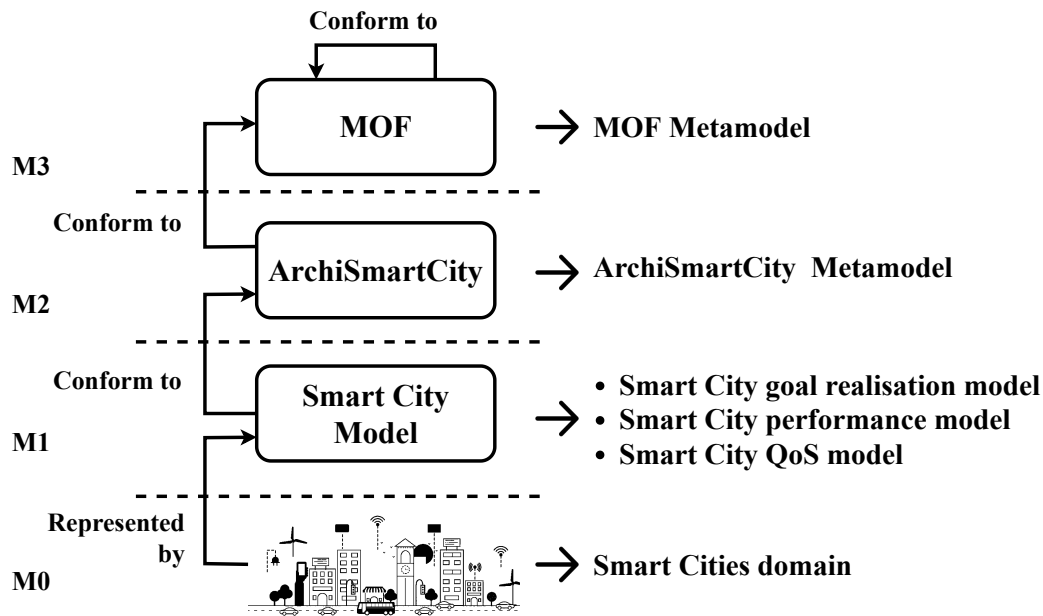 Conform to
MOF
MOF Metamodel
M3
Conform to
ArchiSmartCity
ArchiSmartCity Metamodel
M2
Conform to
Smart City
Model
• Smart City goal realisation model
• Smart City performance model
• Smart City QoS model
M1
Represented
by
Smart Cities domain
M0